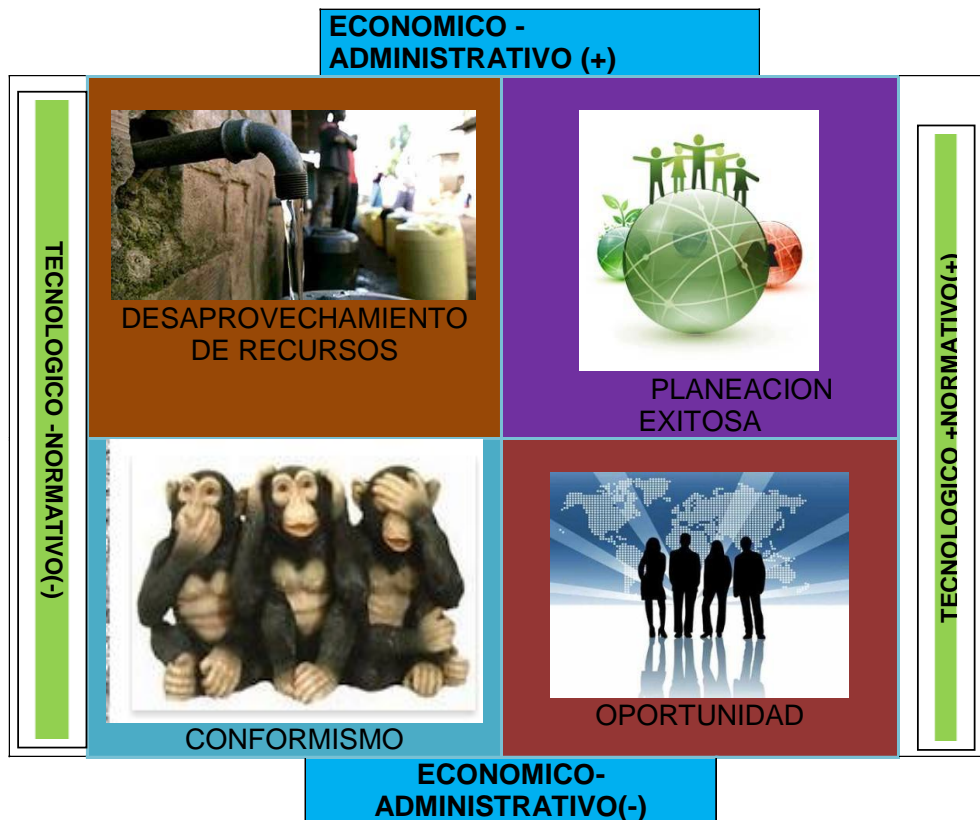 ECONOMICO -
ADMINISTRATIVO (+)
TECNOLOGICO -NORMATIVO(-)
DESAPROVECHAMIENTO
DE RECURSOS
PLANEACION
EXITOSA
TECNOLOGICO +NORMATIVO(+)
CONFORMISMO
OPORTUNIDAD
ECONOMICO-
ADMINISTRATIVO(-)